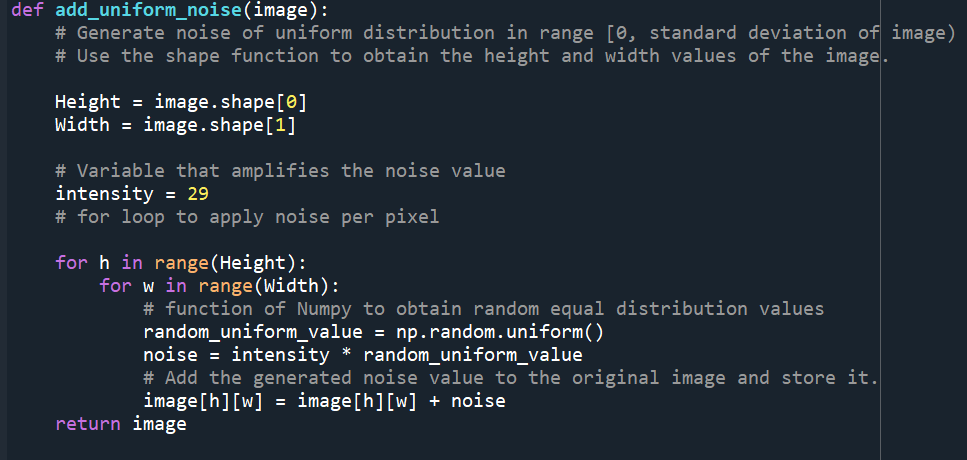 def add_uniform_noise(image):
    # Generate noise of uniform distribution in range [0, standard deviation of image)
    # Use the shape function to obtain the height and width values of the image.
    Height = image.shape[0]
    Width = image.shape[1]
    # Variable that amplifies the noise value
    intensity = 29
    # for loop to apply noise per pixel
    for h in range(Height):
        for w in range(Width):
            # function of Numpy to obtain random equal distribution values
            random_uniform_value = np.random.uniform()
            noise = intensity * random_uniform_value
            # Add the generated noise value to the original image and store it.
            image[h][w] = image[h][w] + noise
    return image